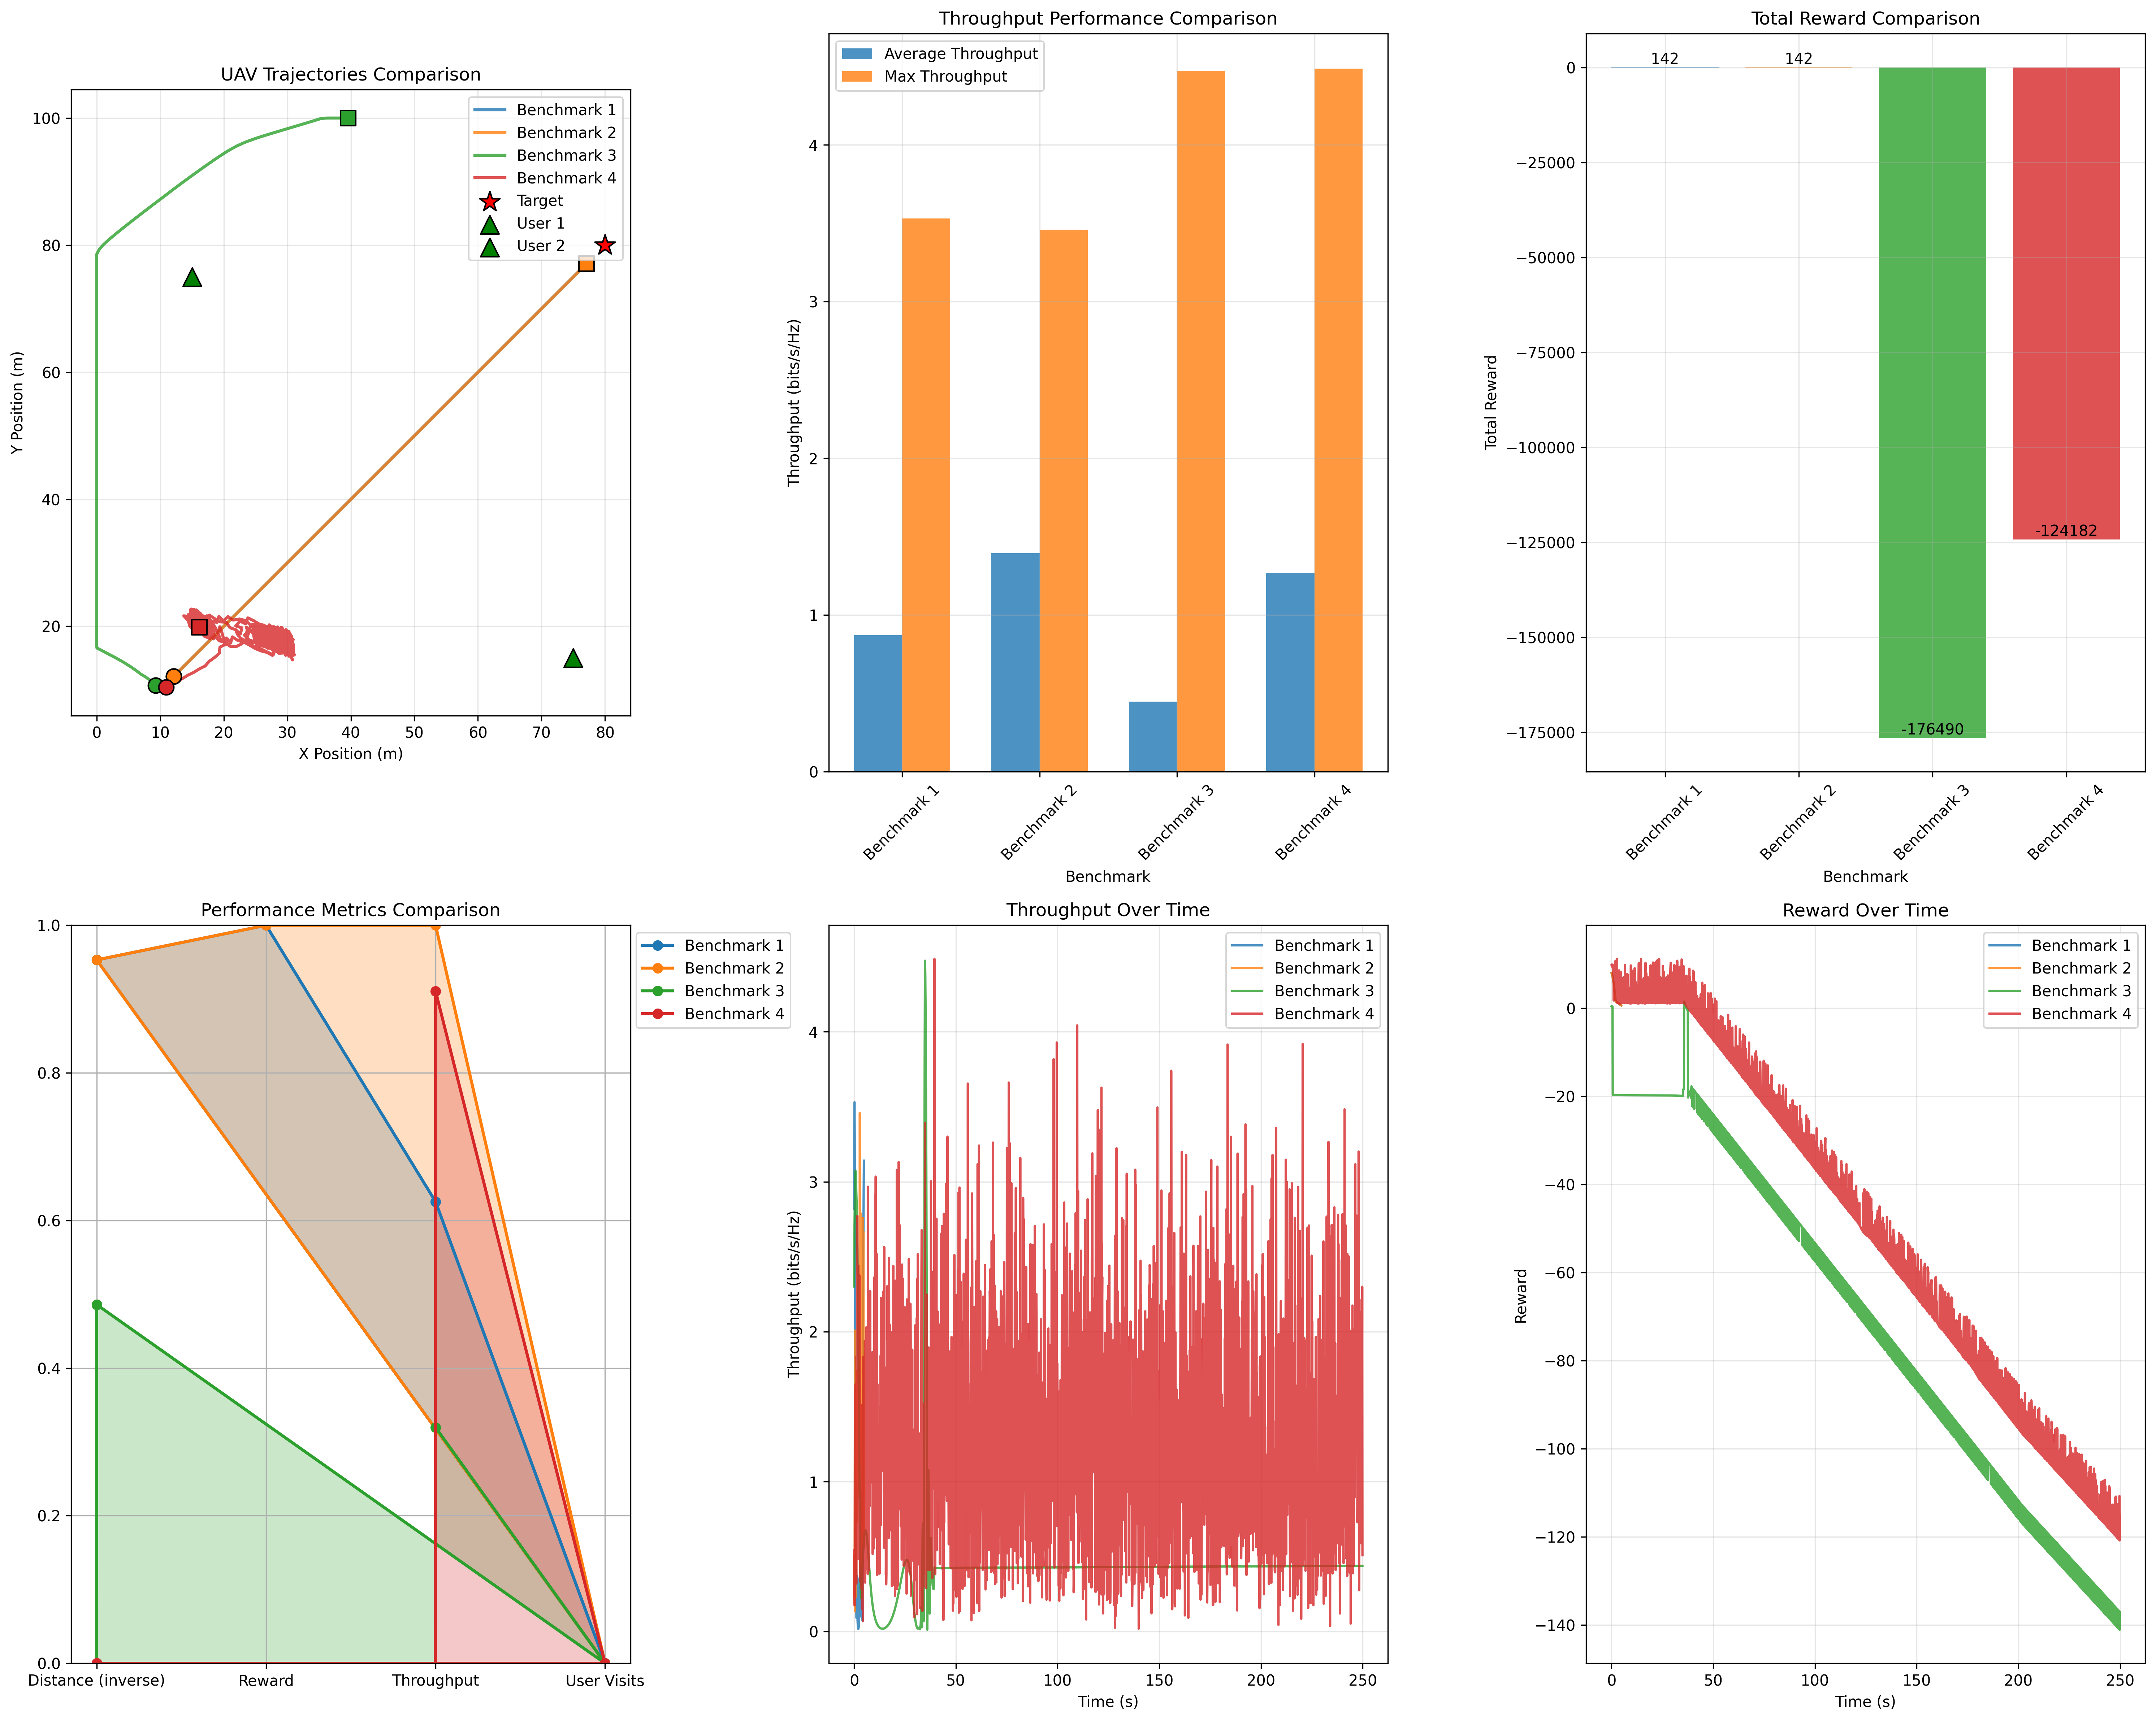 UAV Trajectories Comparison
Y Position (m)
100
80
60
40
20
0 10 20 30 40 50 60 70 80
X Position (m)
Benchmark 1
Benchmark 2
Benchmark 3
Benchmark 4
Target
User 1
User 2
Throughput Performance Comparison
Throughput (bits/s/Hz)
4
3
2
1
0
Average Throughput
Max Throughput
Benchmark 1
Benchmark 2
Benchmark 3
Benchmark 4
Benchmark
Total Reward Comparison
Total Reward
0
−25000
−50000
−75000
−100000
−125000
−150000
−175000
142
142
-176490
-124182
Benchmark 1
Benchmark 2
Benchmark 3
Benchmark 4
Benchmark
Performance Metrics Comparison
1.0
0.8
0.6
0.4
0.2
0.0
Distance (inverse) Reward Throughput User Visits
Benchmark 1
Benchmark 2
Benchmark 3
Benchmark 4
Throughput Over Time
Throughput (bits/s/Hz)
4
3
2
1
0
0 50 100 150 200 250
Time (s)
Benchmark 1
Benchmark 2
Benchmark 3
Benchmark 4
Reward Over Time
Reward
0
−20
−40
−60
−80
−100
−120
−140
0 50 100 150 200 250
Time (s)
Benchmark 1
Benchmark 2
Benchmark 3
Benchmark 4